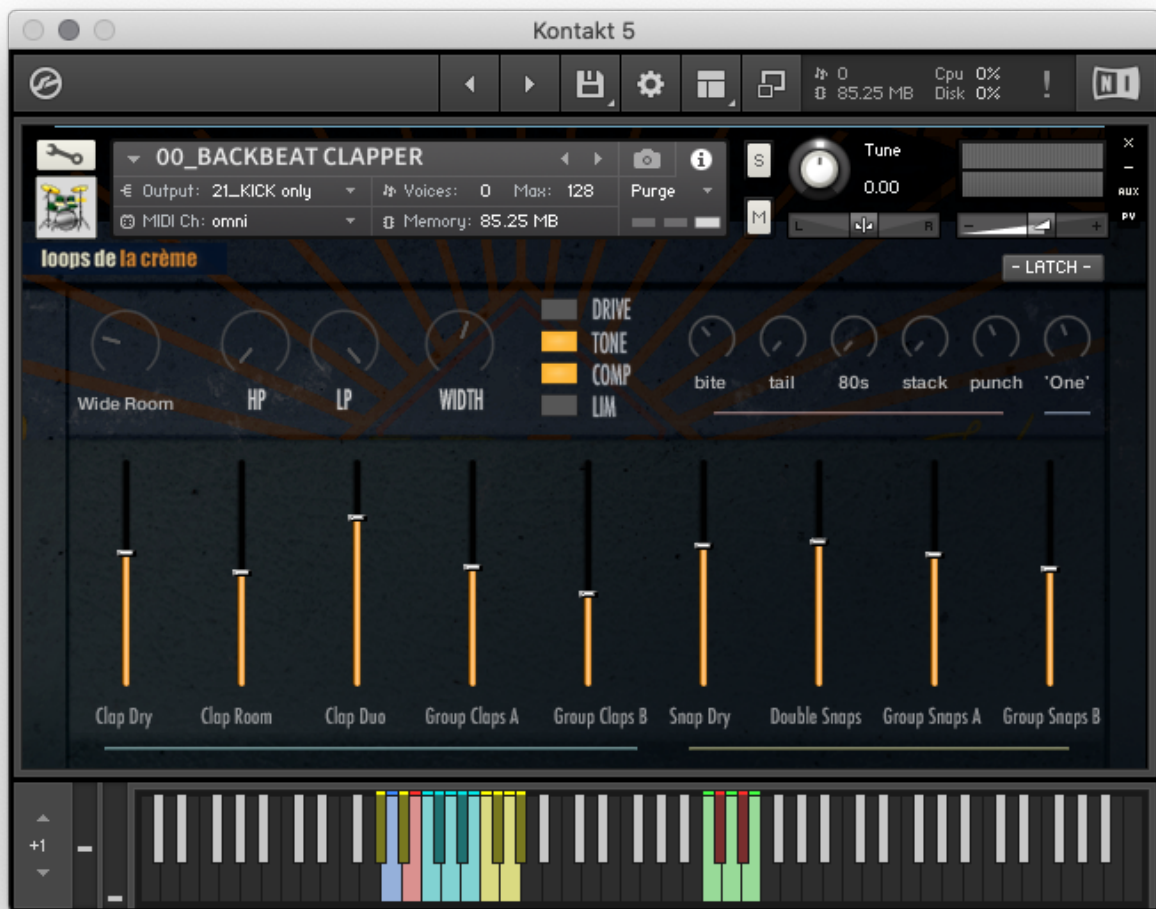 Kontakt 5
0 Cpu 0%
85.25 MB Disk 0%
! NI
00_BACKBEAT CLAPPER i
Output: 21_KICK only Voices: 0 Max: 128 Purge
MIDI Ch: omni Memory: 85.25 MB
S Tune
0.00
M L R - +
×
–
AUX
PV
loops de la crème
- LATCH -
DRIVE
TONE
COMP
LIM
Wide Room HP LP WIDTH
bite tail 80s stack punch 'One'
Clap Dry Clap Room Clap Duo Group Claps A Group Claps B Snap Dry Double Snaps Group Snaps A Group Snaps B
+1